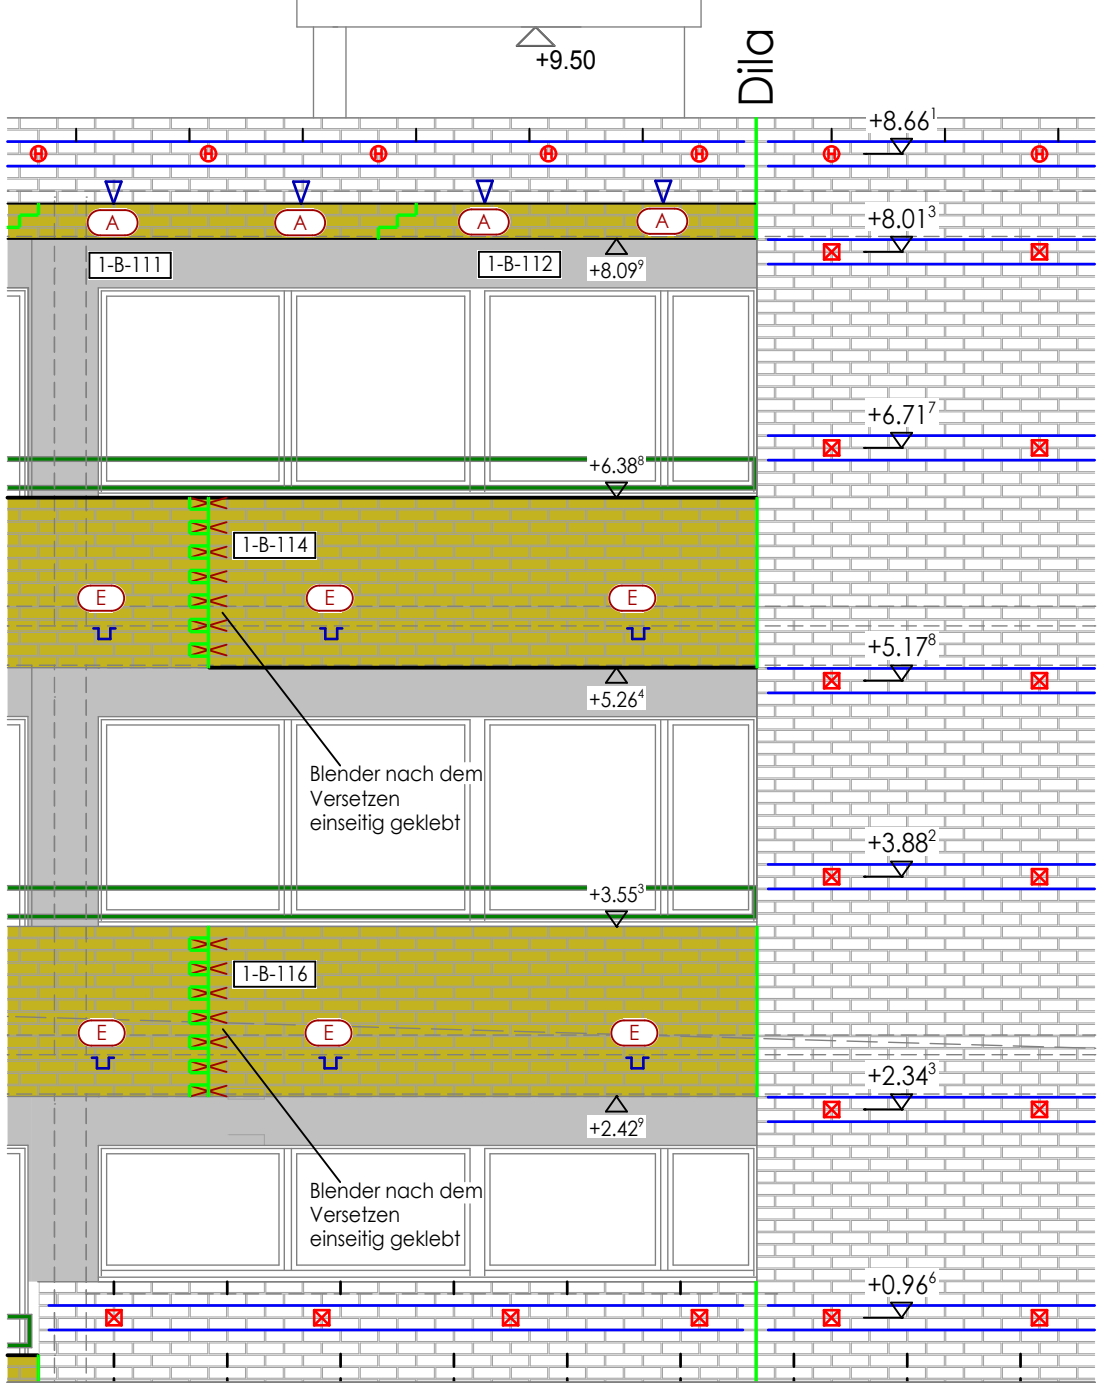 +9.50
Dila
+8.66¹
H H H H H H H
A A A A
+8.01³
1-B-111
1-B-112
+8.09⁹
+6.71⁷
+6.38⁸
1-B-114
E E E
+5.17⁸
+5.26⁴
Blender nach dem
Versetzen
einseitig geklebt
+3.88²
+3.55³
1-B-116
E E E
+2.34³
+2.42⁹
Blender nach dem
Versetzen
einseitig geklebt
+0.96⁶